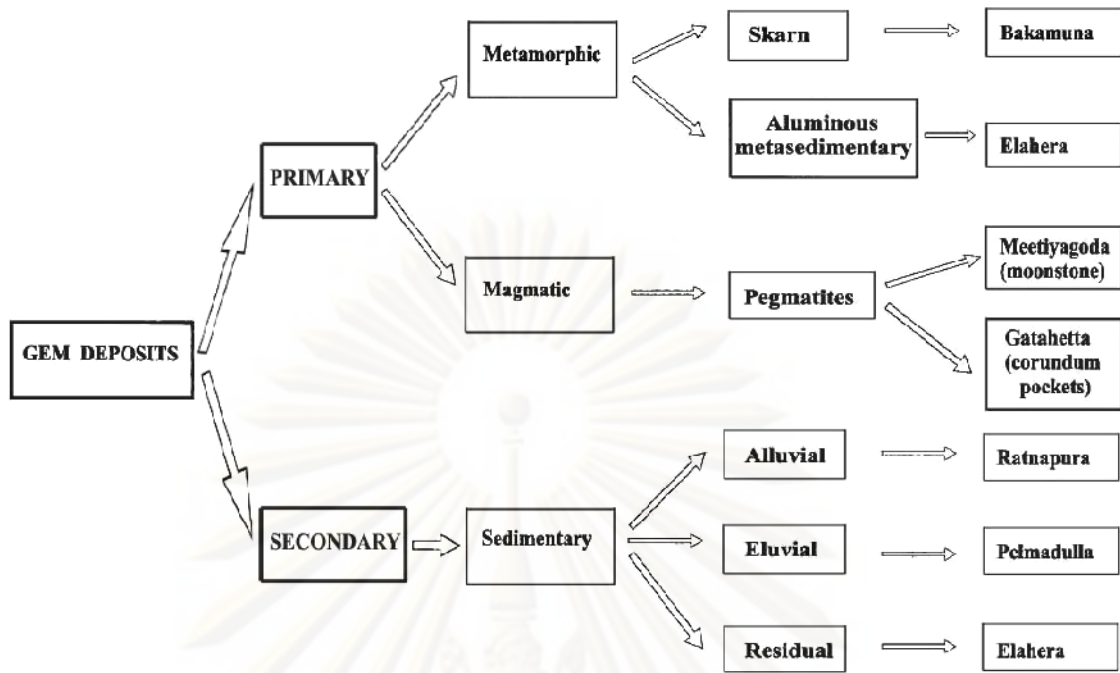 GEM DEPOSITS
PRIMARY
SECONDARY
Metamorphic
Magmatic
Sedimentary
Skarn
Aluminous
metasedimentary
Pegmatites
Alluvial
Eluvial
Residual
Bakamuna
Elahera
Meetiyagoda
(moonstone)
Gatahetta
(corundum
pockets)
Ratnapura
Pelmadulla
Elahera